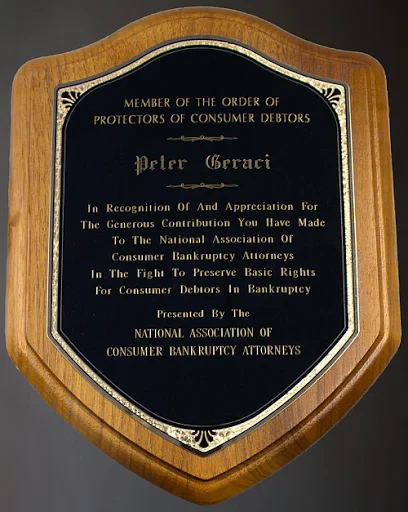 MEMBER OF THE ORDER OF
PROTECTORS OF CONSUMER DEBTORS
Peter Geraci
In Recognition Of And Appreciation For
The Generous Contribution You Have Made
To The National Association Of
Consumer Bankruptcy Attorneys
In The Fight To Preserve Basic Rights
For Consumer Debtors In Bankruptcy
Presented By The
NATIONAL ASSOCIATION OF
CONSUMER BANKRUPTCY ATTORNEYS